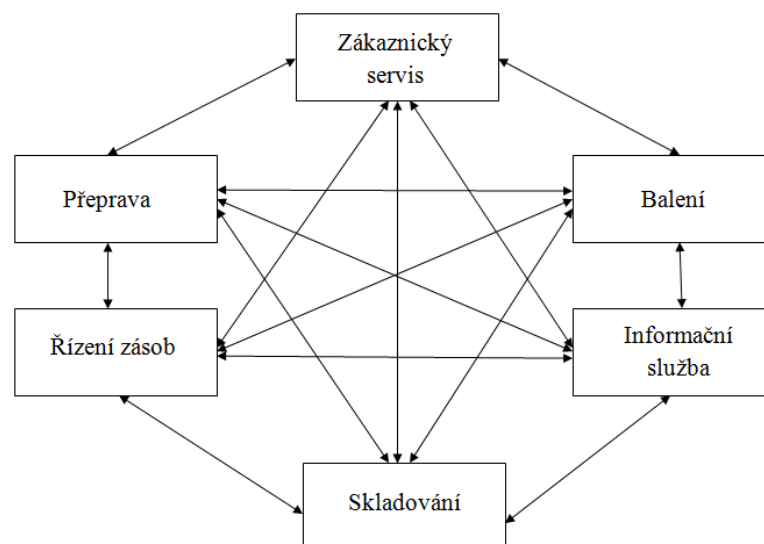 Zákaznický
servis
Přeprava
Balení
Řízení zásob
Informační
služba
Skladování